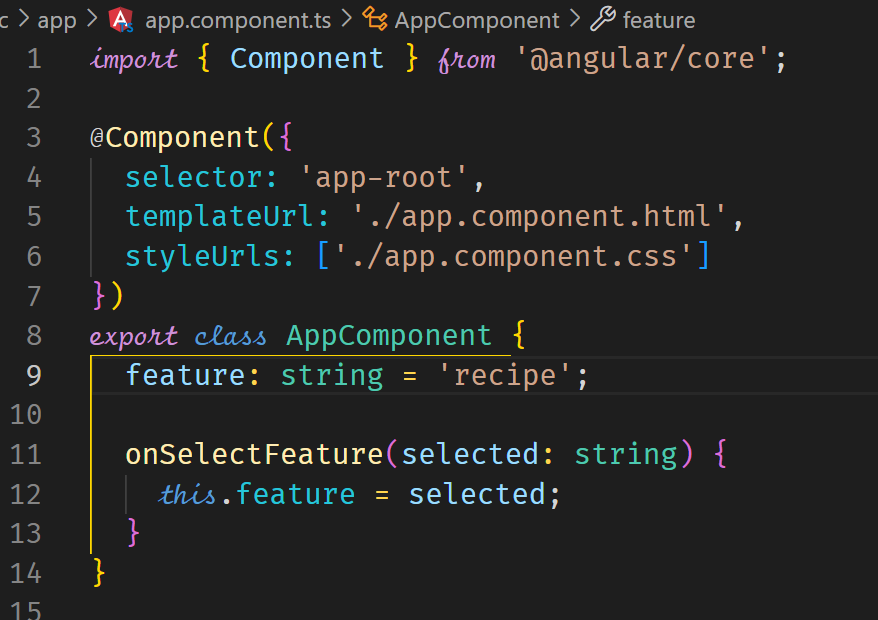 c > app > app.component.ts > AppComponent > feature
1 import { Component } from '@angular/core';
2
3 @Component({
4   selector: 'app-root',
5   templateUrl: './app.component.html',
6   styleUrls: ['./app.component.css']
7 })
8 export class AppComponent {
9   feature: string = 'recipe';
10
11   onSelectFeature(selected: string) {
12     this.feature = selected;
13   }
14 }
15